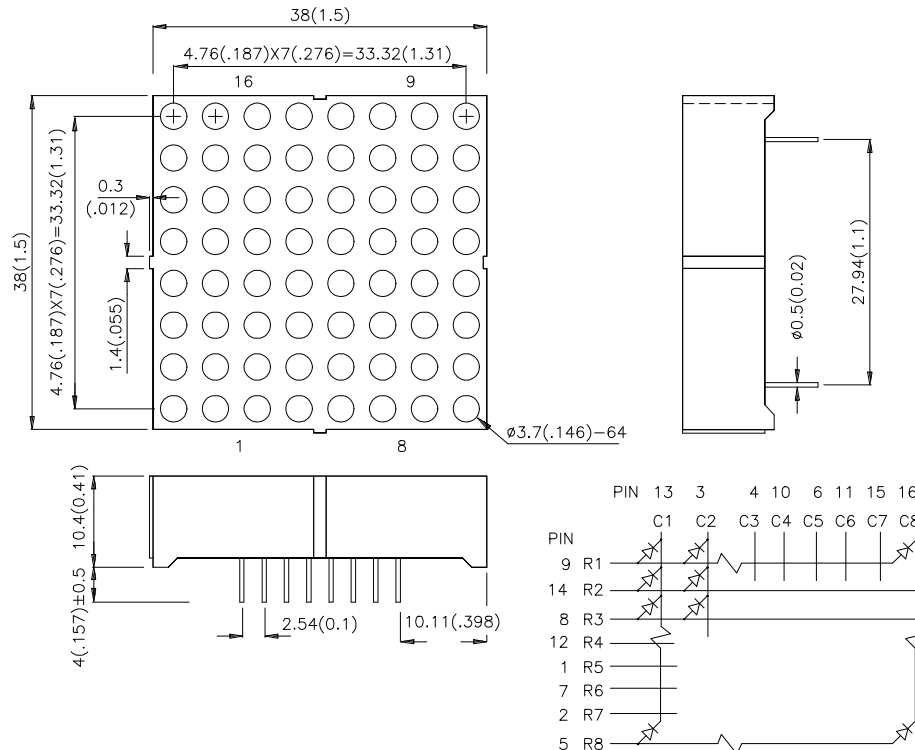 38(1.5)
4.76(.187)X7(.276)=33.32(1.31)
16 9
38(1.5)
4.76(.187)X7(.276)=33.32(1.31)
0.3
(.012)
1.4(.055)
1 8
ø3.7(.146)-64
ø0.5(0.02)
27.94(1.1)
10.4(0.41)
4(.157)±0.5
2.54(0.1)
10.11(.398)
PIN 13 3 4 10 6 11 15 16
C1 C2 C3 C4 C5 C6 C7 C8
PIN
9 R1
14 R2
8 R3
12 R4
1 R5
7 R6
2 R7
5 R8